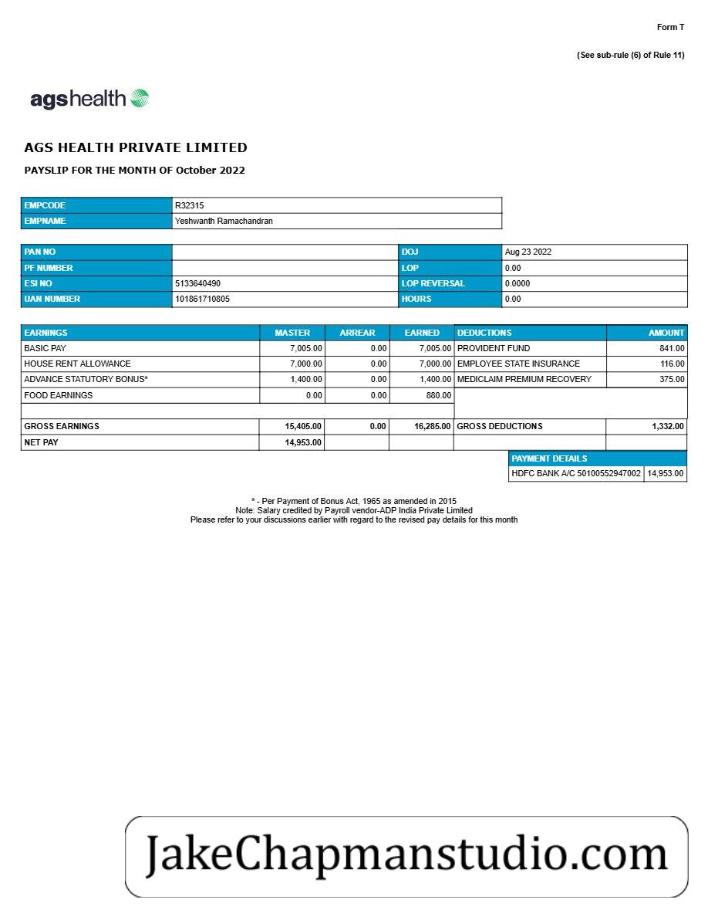 Form T
(See sub-rule (6) of Rule 11)
agshealth
AGS HEALTH PRIVATE LIMITED
PAYSLIP FOR THE MONTH OF October 2022
EMPCODE R32315
EMPNAME Yeshwanth Ramachandran
PAN NO DOJ Aug 23 2022
PF NUMBER LOP 0.00
ESI NO 5133640490 LOP REVERSAL 0.0000
UAN NUMBER 101861710805 HOURS 0.00
EARNINGS MASTER ARREAR EARNED DEDUCTIONS AMOUNT
BASIC PAY 7,005.00 0.00 7,005.00 PROVIDENT FUND 841.00
HOUSE RENT ALLOWANCE 7,000.00 0.00 7,000.00 EMPLOYEE STATE INSURANCE 116.00
ADVANCE STATUTORY BONUS* 1,400.00 0.00 1,400.00 MEDICLAIM PREMIUM RECOVERY 375.00
FOOD EARNINGS 0.00 0.00 880.00
GROSS EARNINGS 15,405.00 0.00 16,285.00 GROSS DEDUCTIONS 1,332.00
NET PAY 14,953.00
PAYMENT DETAILS
HDFC BANK A/C 50100552947002 14,953.00
* - Per Payment of Bonus Act, 1965 as amended in 2015
Note: Salary credited by Payroll vendor-ADP India Private Limited
Please refer to your discussions earlier with regard to the revised pay details for this month
JakeChapmanstudio.com